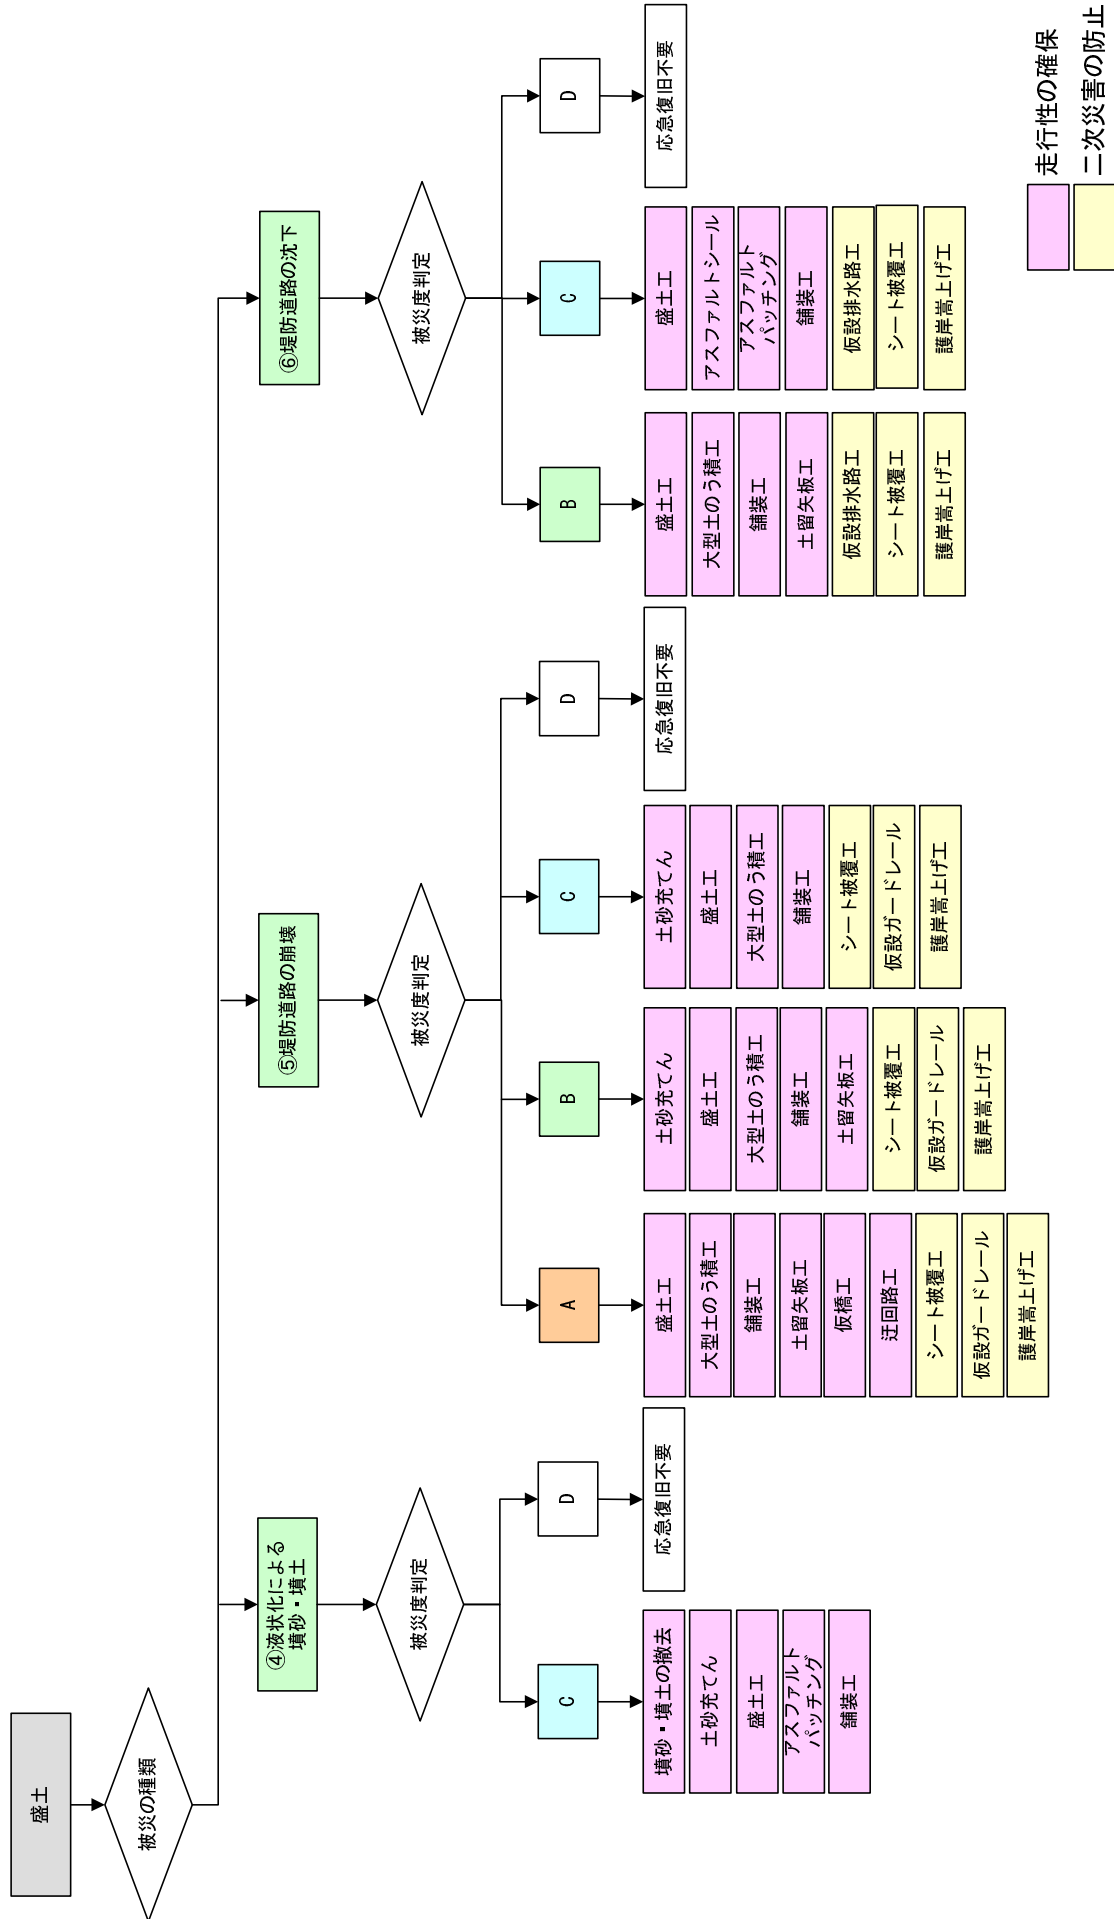 盛土
被災の種類
④液状化による
墳砂・墳土
被災度判定
C
墳砂・墳土の撤去
土砂充てん
盛土工
アスファルト
パッチング
舗装工
D
応急復旧不要
⑤堤防道路の崩壊
被災度判定
A
盛土工
大型土のう積工
舗装工
土留矢板工
仮橋工
迂回路工
シート被覆工
仮設ガードレール
護岸嵩上げ工
B
土砂充てん
盛土工
大型土のう積工
舗装工
土留矢板工
シート被覆工
仮設ガードレール
護岸嵩上げ工
C
土砂充てん
盛土工
大型土のう積工
舗装工
シート被覆工
仮設ガードレール
護岸嵩上げ工
D
応急復旧不要
⑥堤防道路の沈下
被災度判定
B
盛土工
大型土のう積工
舗装工
土留矢板工
仮設排水路工
シート被覆工
護岸嵩上げ工
C
盛土工
アスファルトシール
アスファルト
パッチング
舗装工
仮設排水路工
シート被覆工
護岸嵩上げ工
D
応急復旧不要
走行性の確保
二次災害の防止